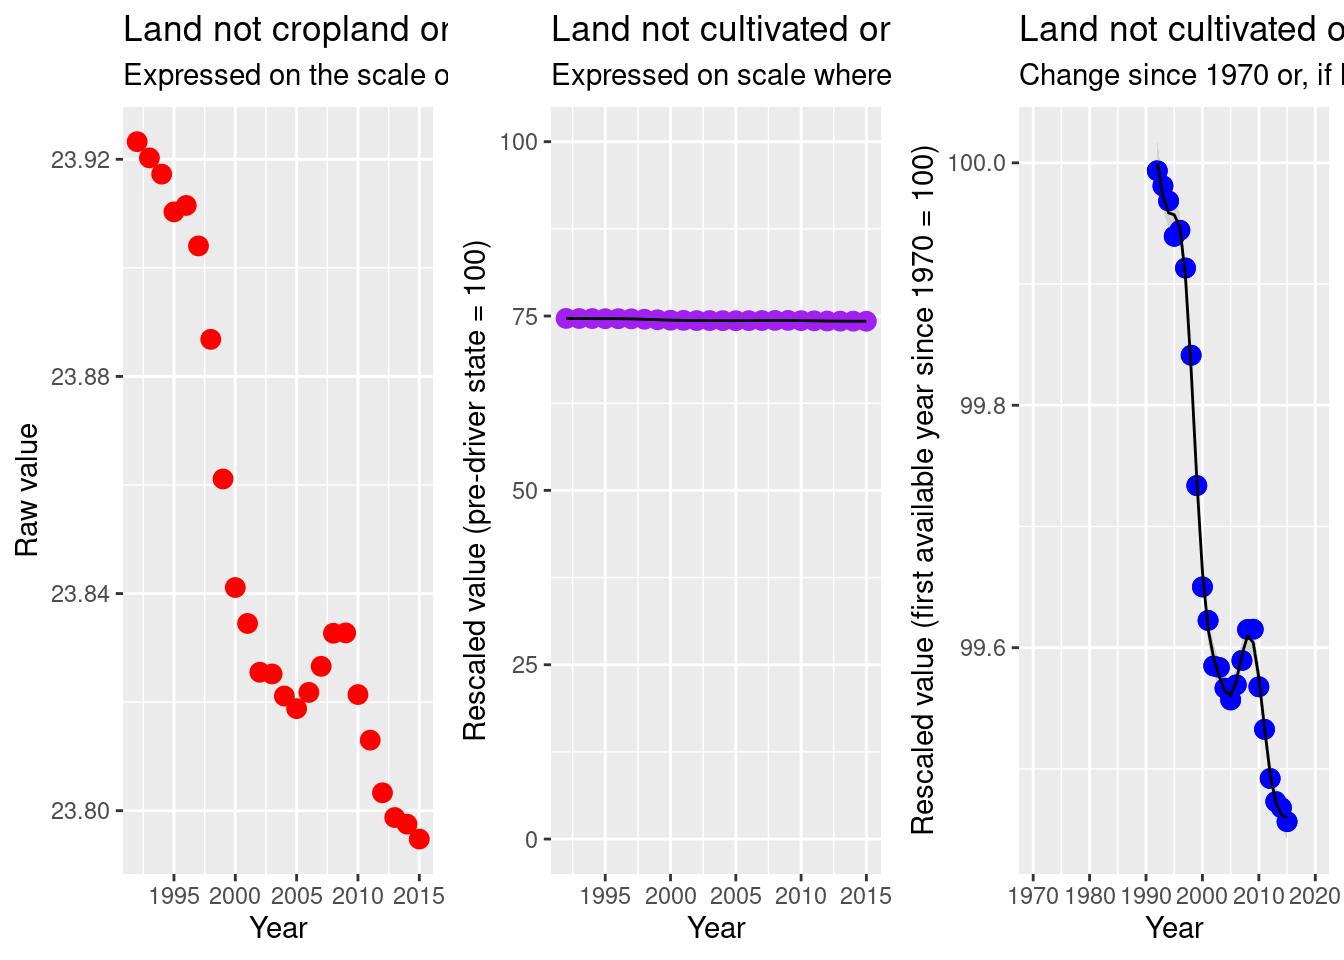 Land not cropland or
Expressed on the scale o
Raw value
23.92
23.88
23.84
23.80
1995 2000 2005 2010 2015
Year
Land not cultivated or
Expressed on scale where
Rescaled value (pre-driver state = 100)
100
75
50
25
0
1995 2000 2005 2010 2015
Year
Land not cultivated o
Change since 1970 or, if
Rescaled value (first available year since 1970 = 100)
100.0
99.8
99.6
1970 1980 1990 2000 2010 2020
Year